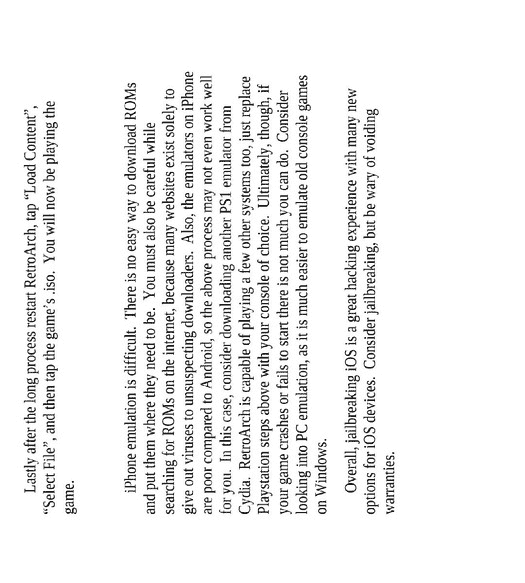 Lastly after the long process restart RetroArch, tap “Load Content”,
“Select File”, and then tap the game’s .iso.  You will now be playing the
game.
iPhone emulation is difficult.  There is no easy way to download ROMs
and put them where they need to be.  You must also be careful while
searching for ROMs on the internet, because many websites exist solely to
give out viruses to unsuspecting downloaders.  Also, the emulators on iPhone
are poor compared to Android, so the above process may not even work well
for you.  In this case, consider downloading another PS1 emulator from
Cydia.  RetroArch is capable of playing a few other systems too, just replace
Playstation steps above with your console of choice.  Ultimately, though, if
your game crashes or fails to start there is not much you can do.  Consider
looking into PC emulation, as it is much easier to emulate old console games
on Windows.
Overall, jailbreaking iOS is a great hacking experience with many new
options for iOS devices.  Consider jailbreaking, but be wary of voiding
warranties.